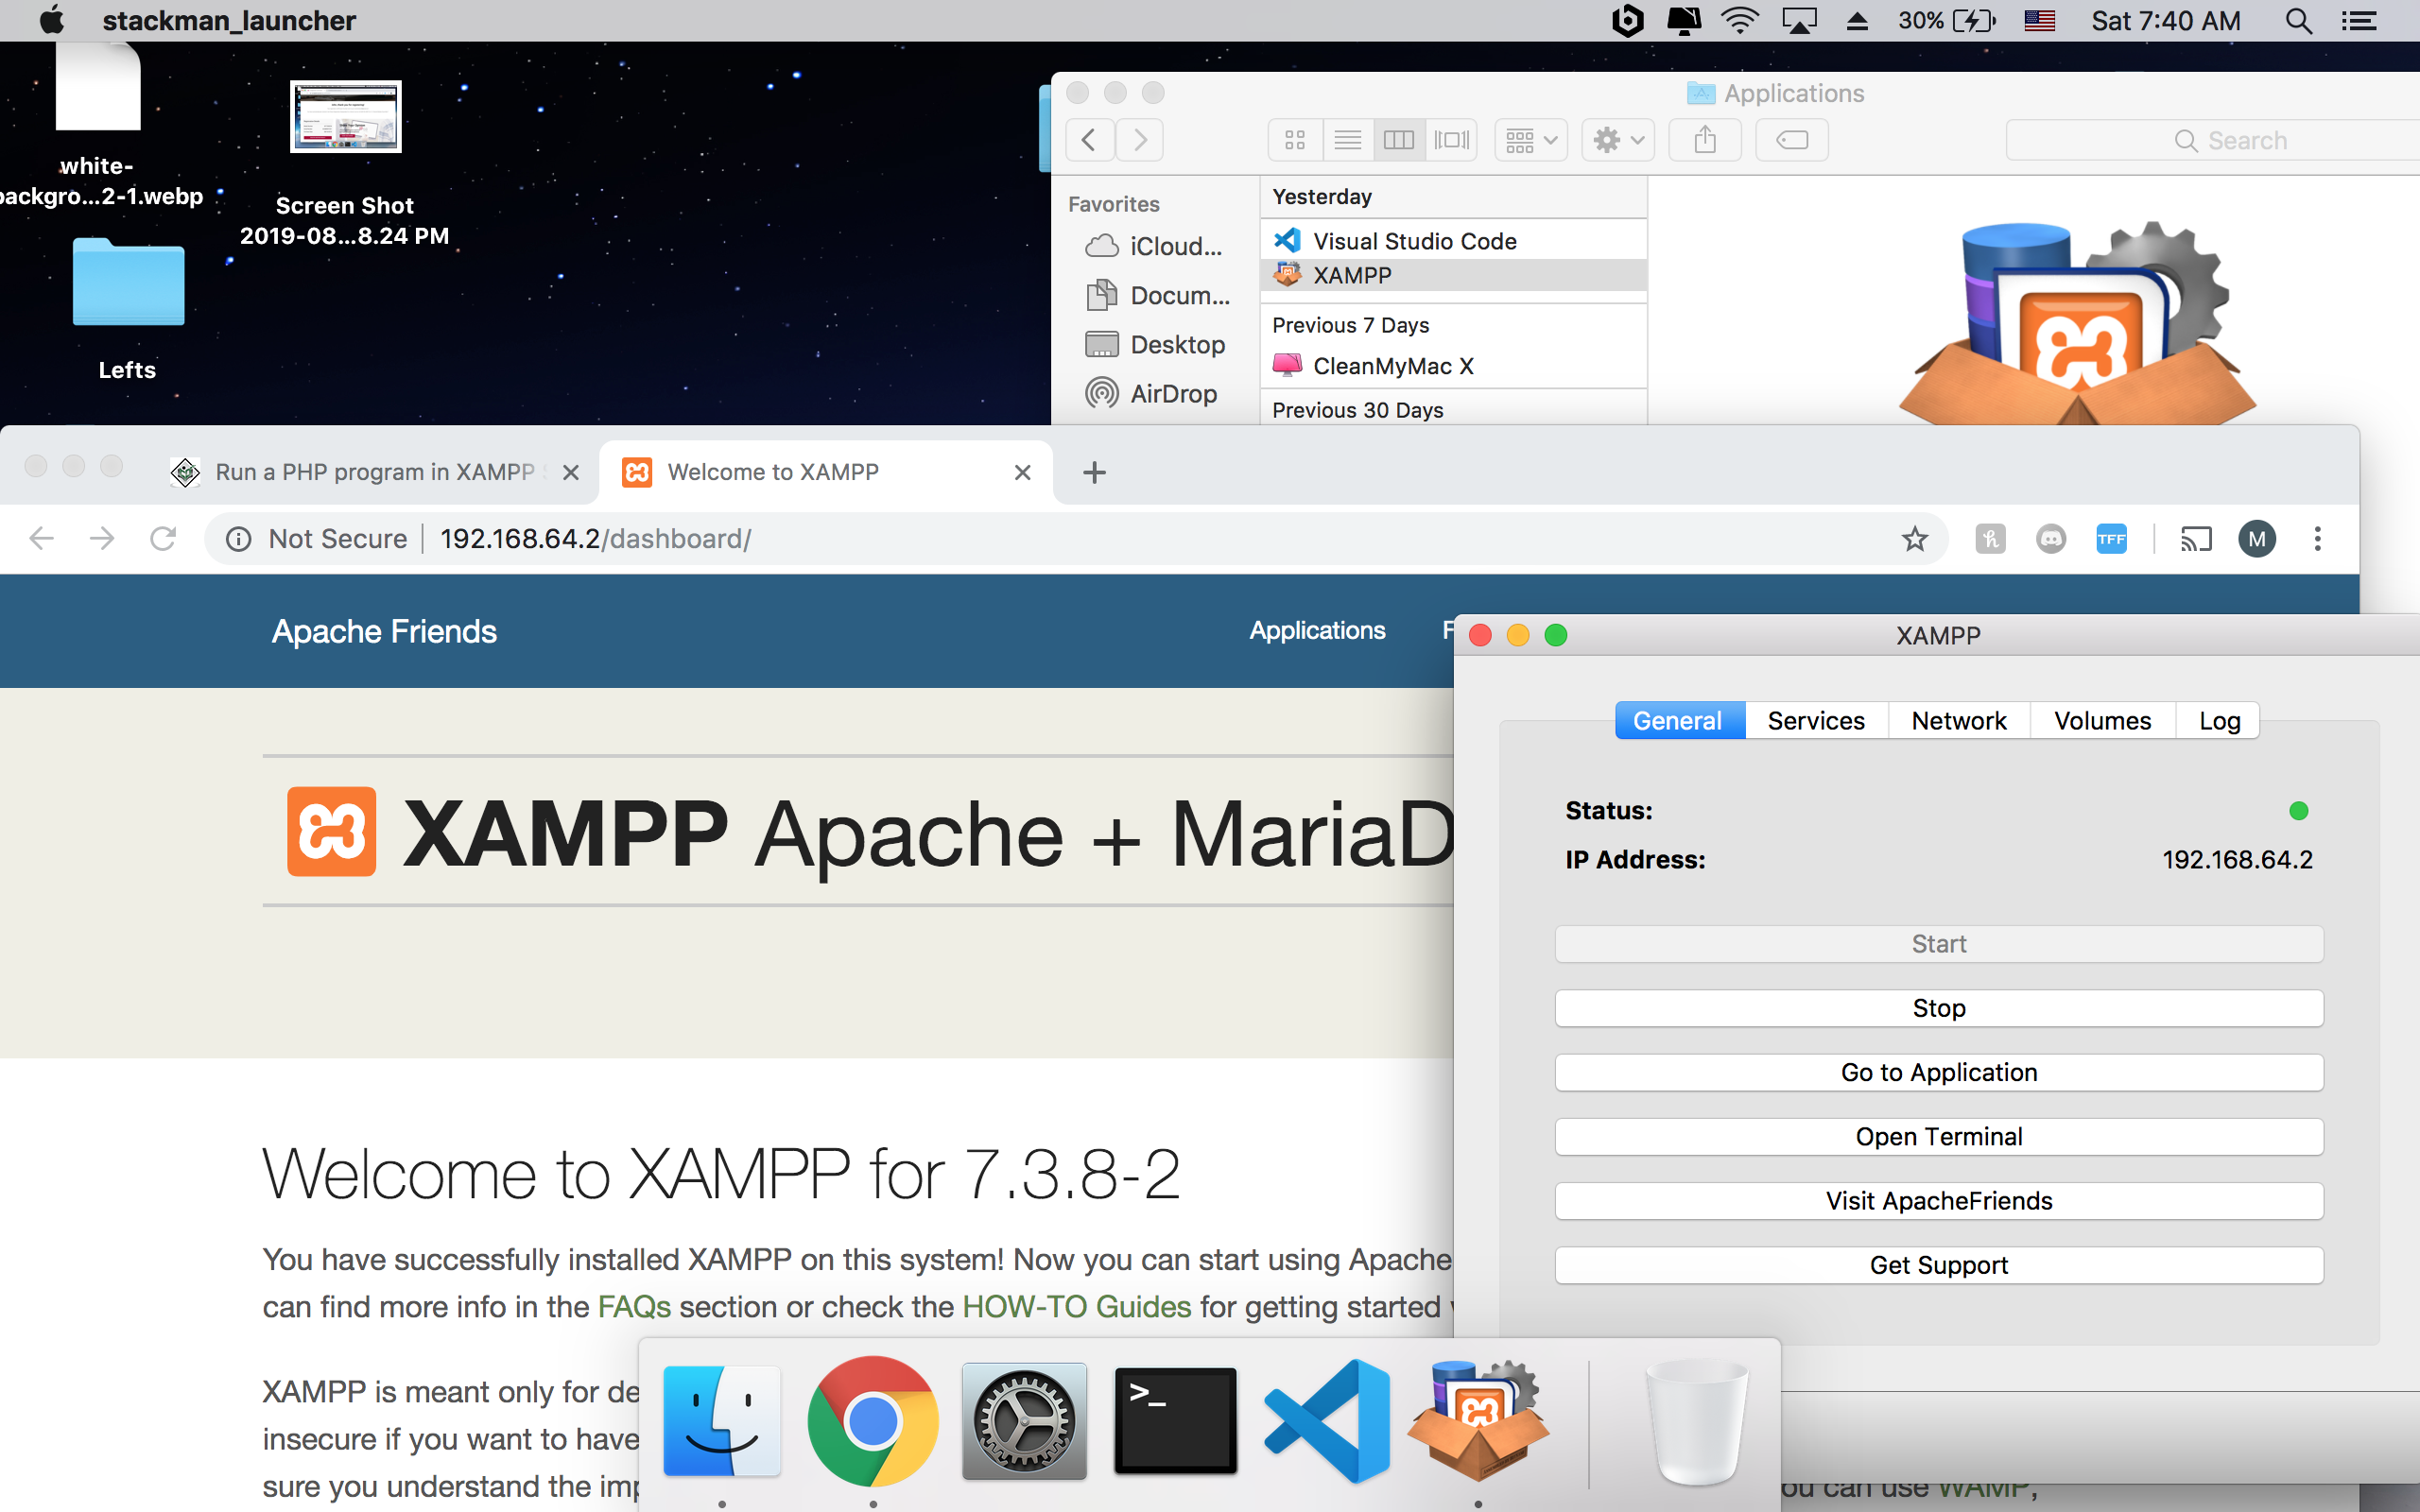 stackman_launcher
30%
Sat 7:40 AM
white-
backgro...2-1.webp
Screen Shot
2019-08...8.24 PM
Lefts
Applications
Search
Favorites
iCloud...
Docum...
Desktop
AirDrop
Yesterday
Visual Studio Code
XAMPP
Previous 7 Days
CleanMyMac X
Previous 30 Days
Run a PHP program in XAMPP
Welcome to XAMPP
Not Secure | 192.168.64.2/dashboard/
TFF
M
Apache Friends
Applications
F
XAMPP Apache + MariaD
Welcome to XAMPP for 7.3.8-2
You have successfully installed XAMPP on this system! Now you can start using Apache
can find more info in the FAQs section or check the HOW-TO Guides for getting started
XAMPP is meant only for de
insecure if you want to have
sure you understand the imp
ou can use WAMP,
XAMPP
General
Services
Network
Volumes
Log
Status:
IP Address:
192.168.64.2
Start
Stop
Go to Application
Open Terminal
Visit ApacheFriends
Get Support
>_